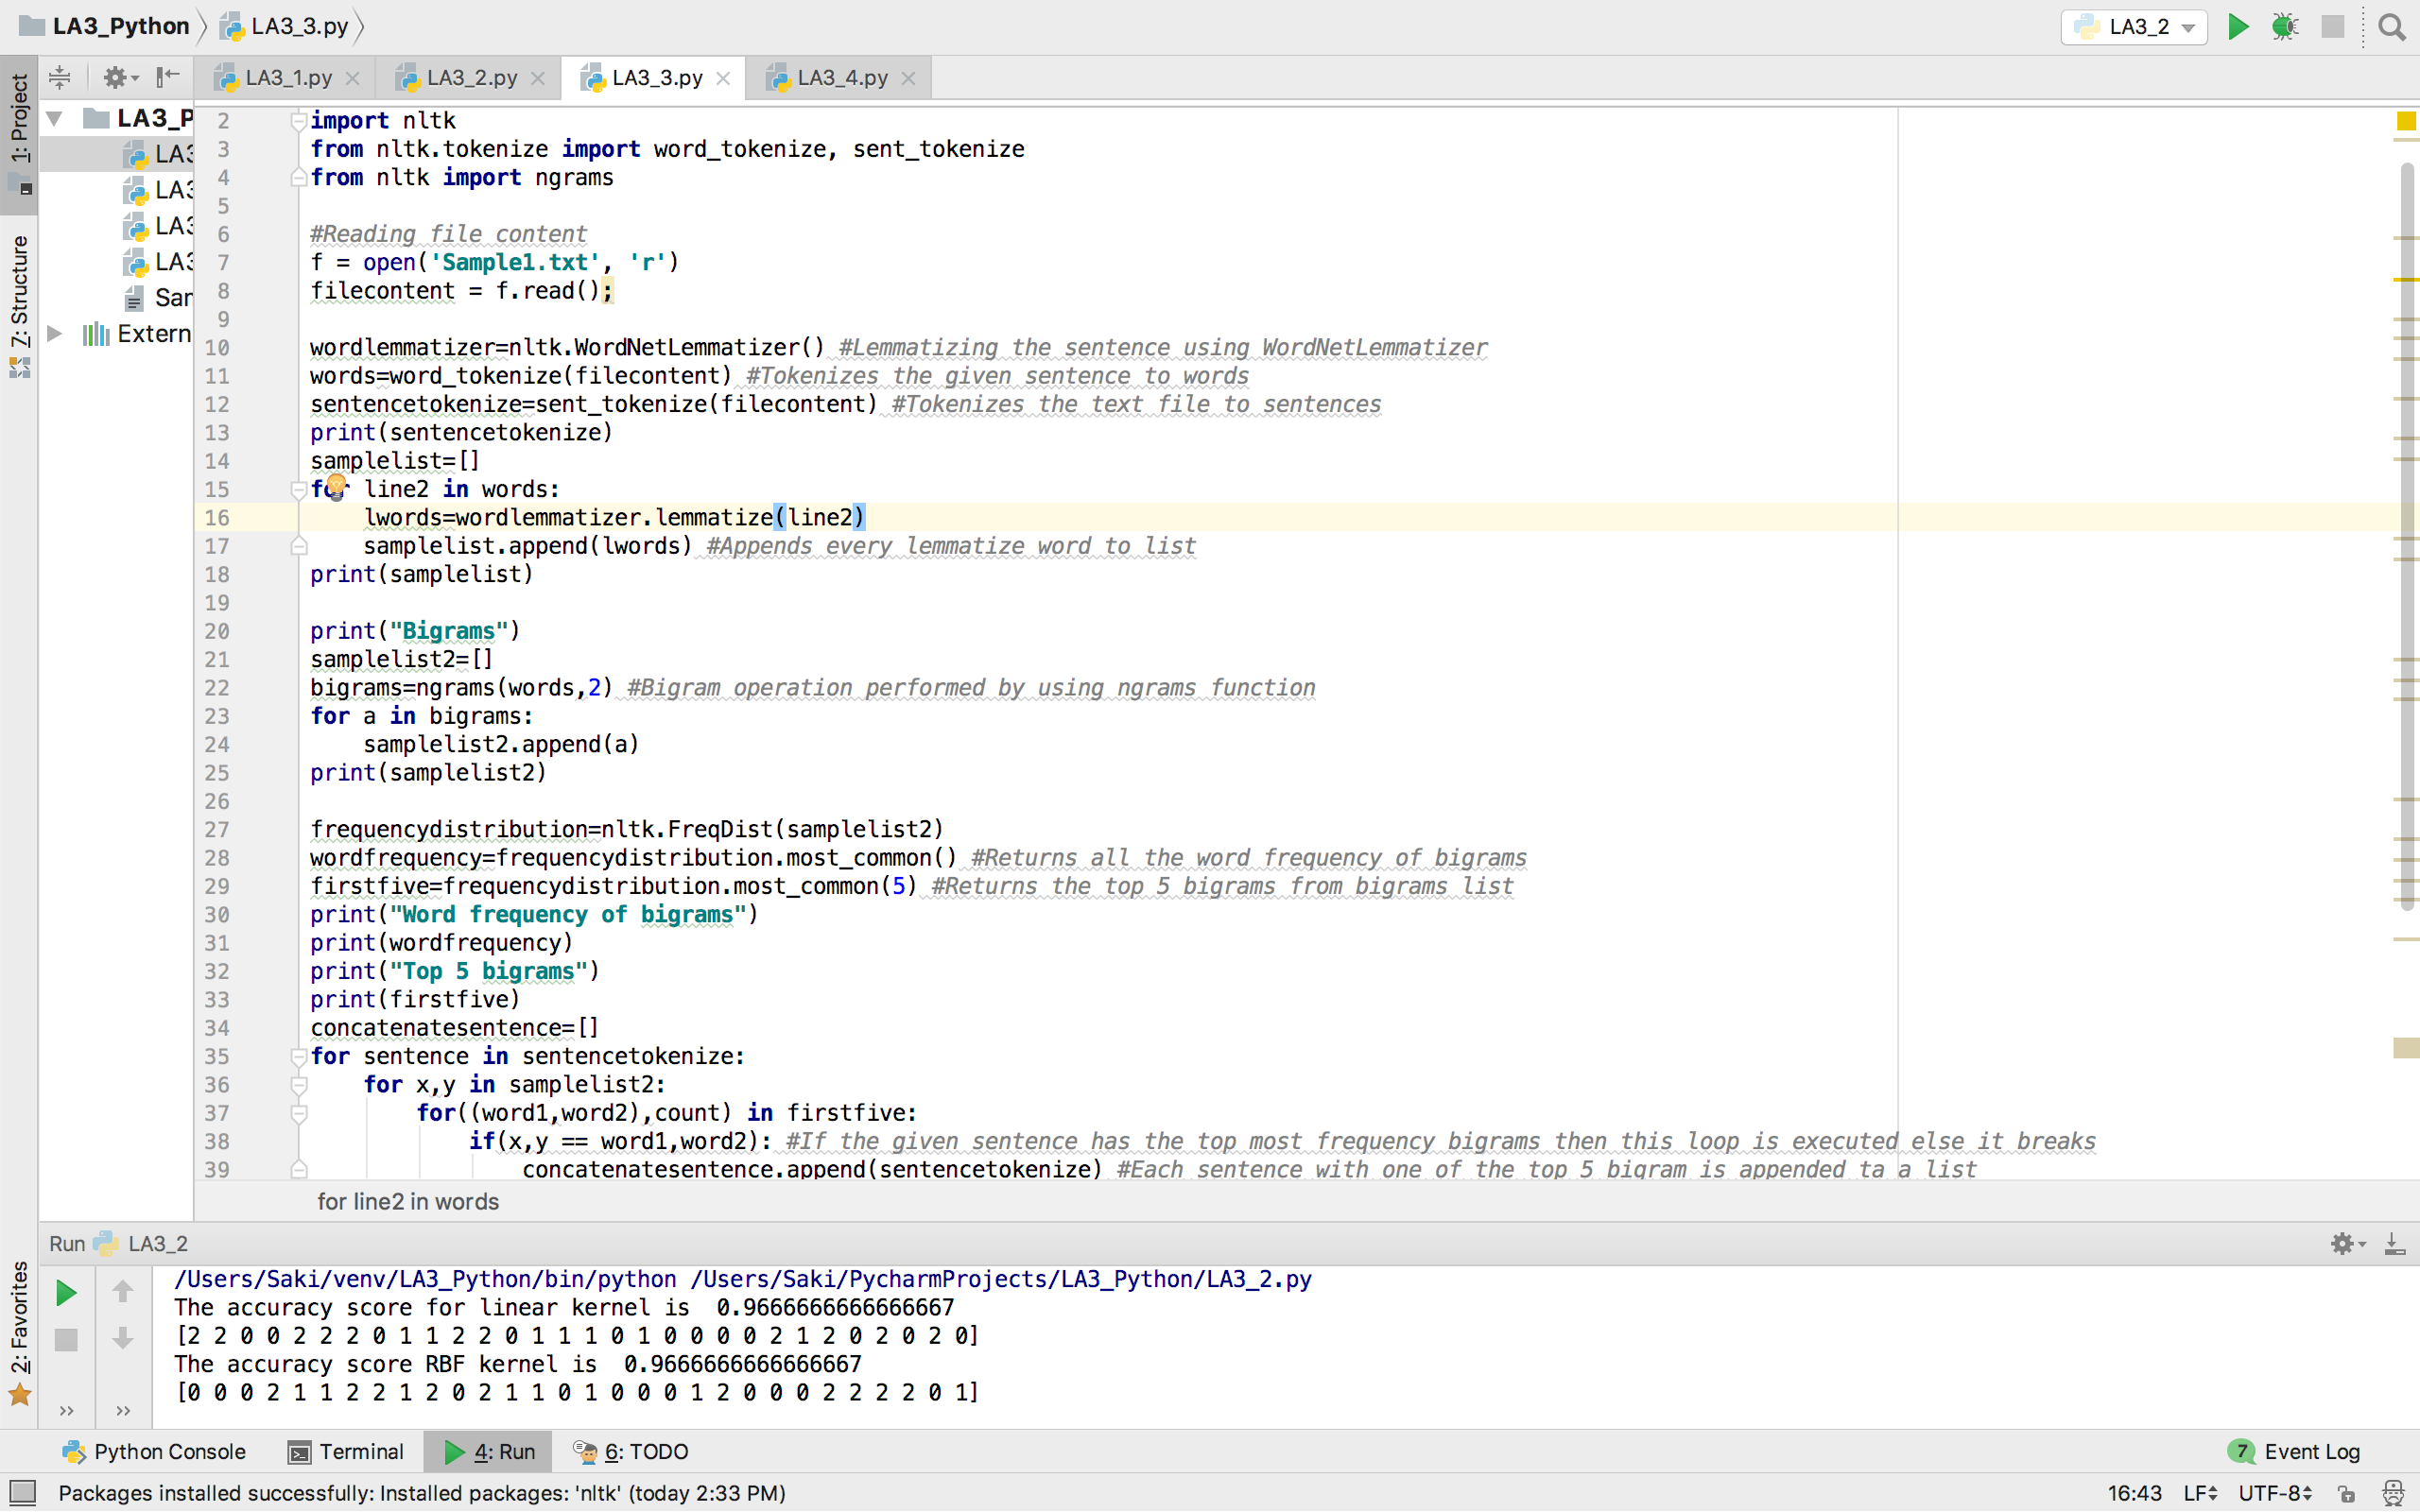 LA3_Python LA3_3.py LA3_2
1: Project LA3_1.py LA3_2.py LA3_3.py LA3_4.py
LA3_P
LA3
LA3
LA3
LA3
Sam
Extern
7: Structure
2: Favorites
2 import nltk
3 from nltk.tokenize import word_tokenize, sent_tokenize
4 from nltk import ngrams
5
6 #Reading file content
7 f = open('Sample1.txt', 'r')
8 filecontent = f.read();
9
10 wordlemmatizer=nltk.WordNetLemmatizer() #Lemmatizing the sentence using WordNetLemmatizer
11 words=word_tokenize(filecontent) #Tokenizes the given sentence to words
12 sentencetokenize=sent_tokenize(filecontent) #Tokenizes the text file to sentences
13 print(sentencetokenize)
14 samplelist=[]
15 for line2 in words:
16     lwords=wordlemmatizer.lemmatize(line2)
17     samplelist.append(lwords) #Appends every lemmatize word to list
18 print(samplelist)
19
20 print("Bigrams")
21 samplelist2=[]
22 bigrams=ngrams(words,2) #Bigram operation performed by using ngrams function
23 for a in bigrams:
24     samplelist2.append(a)
25 print(samplelist2)
26
27 frequencydistribution=nltk.FreqDist(samplelist2)
28 wordfrequency=frequencydistribution.most_common() #Returns all the word frequency of bigrams
29 firstfive=frequencydistribution.most_common(5) #Returns the top 5 bigrams from bigrams list
30 print("Word frequency of bigrams")
31 print(wordfrequency)
32 print("Top 5 bigrams")
33 print(firstfive)
34 concatenatesentence=[]
35 for sentence in sentencetokenize:
36     for x,y in samplelist2:
37         for((word1,word2),count) in firstfive:
38             if(x,y == word1,word2): #If the given sentence has the top most frequency bigrams then this loop is executed else it breaks
39                 concatenatesentence.append(sentencetokenize) #Each sentence with one of the top 5 bigram is appended ta a list
for line2 in words
Run LA3_2
/Users/Saki/venv/LA3_Python/bin/python /Users/Saki/PycharmProjects/LA3_Python/LA3_2.py
The accuracy score for linear kernel is  0.9666666666666667
[2 2 0 0 2 2 2 0 1 1 2 2 0 1 1 1 0 1 0 0 0 0 2 1 2 0 2 0 2 0]
The accuracy score RBF kernel is  0.9666666666666667
[0 0 0 2 1 1 2 2 1 2 0 2 1 1 0 1 0 0 0 1 2 0 0 0 2 2 2 2 0 1]
Python Console Terminal 4: Run 6: TODO 7 Event Log
Packages installed successfully: Installed packages: 'nltk' (today 2:33 PM) 16:43 LF UTF-8